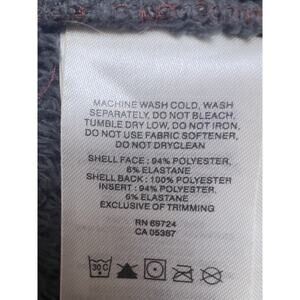 MACHINE WASH COLD, WASH
SEPARATELY, DO NOT BLEACH,
TUMBLE DRY LOW, DO NOT IRON,
DO NOT USE FABRIC SOFTENER,
DO NOT DRYCLEAN
SHELL FACE : 94% POLYESTER,
6% ELASTANE
SHELL BACK : 100% POLYESTER
INSERT : 94% POLYESTER,
6% ELASTANE
EXCLUSIVE OF TRIMMING
RN 69724
CA 05367
30C